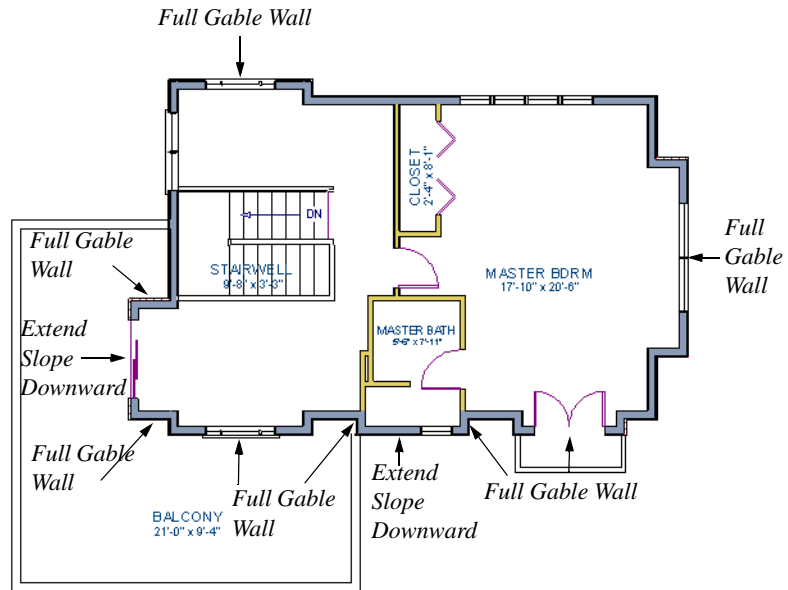 Full Gable Wall
CLOSET
2'-4" x 8'-1"
DN
Full Gable
Wall
STAIRWELL
9'-8" x 3'-3"
MASTER BDRM
17'-10" x 20'-6"
Full
Gable
Wall
Extend
Slope
Downward
MASTER BATH
5'-6" x 7'-11"
Full Gable
Wall
Full Gable
Wall
Extend
Slope
Downward
Full Gable Wall
BALCONY
21'-0" x 9'-4"